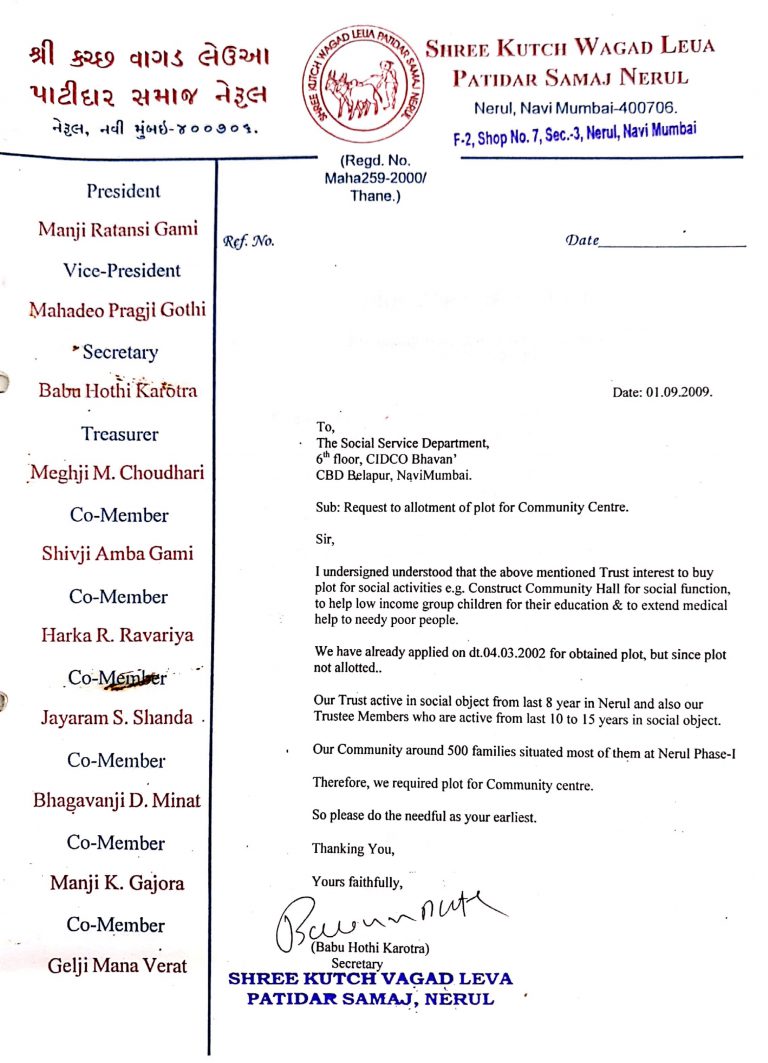 શ્રી કચ્છ વાગડ લેઉઆ
પાટીદાર સમાજ નેરૂલ
નેરૂલ, નવી મુંબઇ-૪૦૦૭૦૬.
SHREE KUTCH WAGAD LEUA PATIDAR SAMAJ NERUL
SHREE KUTCH WAGAD LEUA
PATIDAR SAMAJ NERUL
Nerul, Navi Mumbai-400706.
F-2, Shop No. 7, Sec.-3, Nerul, Navi Mumbai
(Regd. No.
Maha259-2000/
Thane.)
President
Manji Ratansi Gami
Vice-President
Mahadeo Pragji Gothi
Secretary
Babu Hothi Karotra
Treasurer
Meghji M. Choudhari
Co-Member
Shivji Amba Gami
Co-Member
Harka R. Ravariya
Co-Member
Jayaram S. Shanda
Co-Member
Bhagavanji D. Minat
Co-Member
Manji K. Gajora
Co-Member
Gelji Mana Verat
Ref. No.
Date
Date: 01.09.2009.
To,
The Social Service Department,
6th floor, CIDCO Bhavan’
CBD Belapur, NaviMumbai.
Sub: Request to allotment of plot for Community Centre.
Sir,
I undersigned understood that the above mentioned Trust interest to buy
plot for social activities e.g. Construct Community Hall for social function,
to help low income group children for their education & to extend medical
help to needy poor people.
We have already applied on dt.04.03.2002 for obtained plot, but since plot
not allotted..
Our Trust active in social object from last 8 year in Nerul and also our
Trustee Members who are active from last 10 to 15 years in social object.
Our Community around 500 families situated most of them at Nerul Phase-I
Therefore, we required plot for Community centre.
So please do the needful as your earliest.
Thanking You,
Yours faithfully,
(Babu Hothi Karotra)
Secretary
SHREE KUTCH VAGAD LEVA
PATIDAR SAMAJ, NERUL